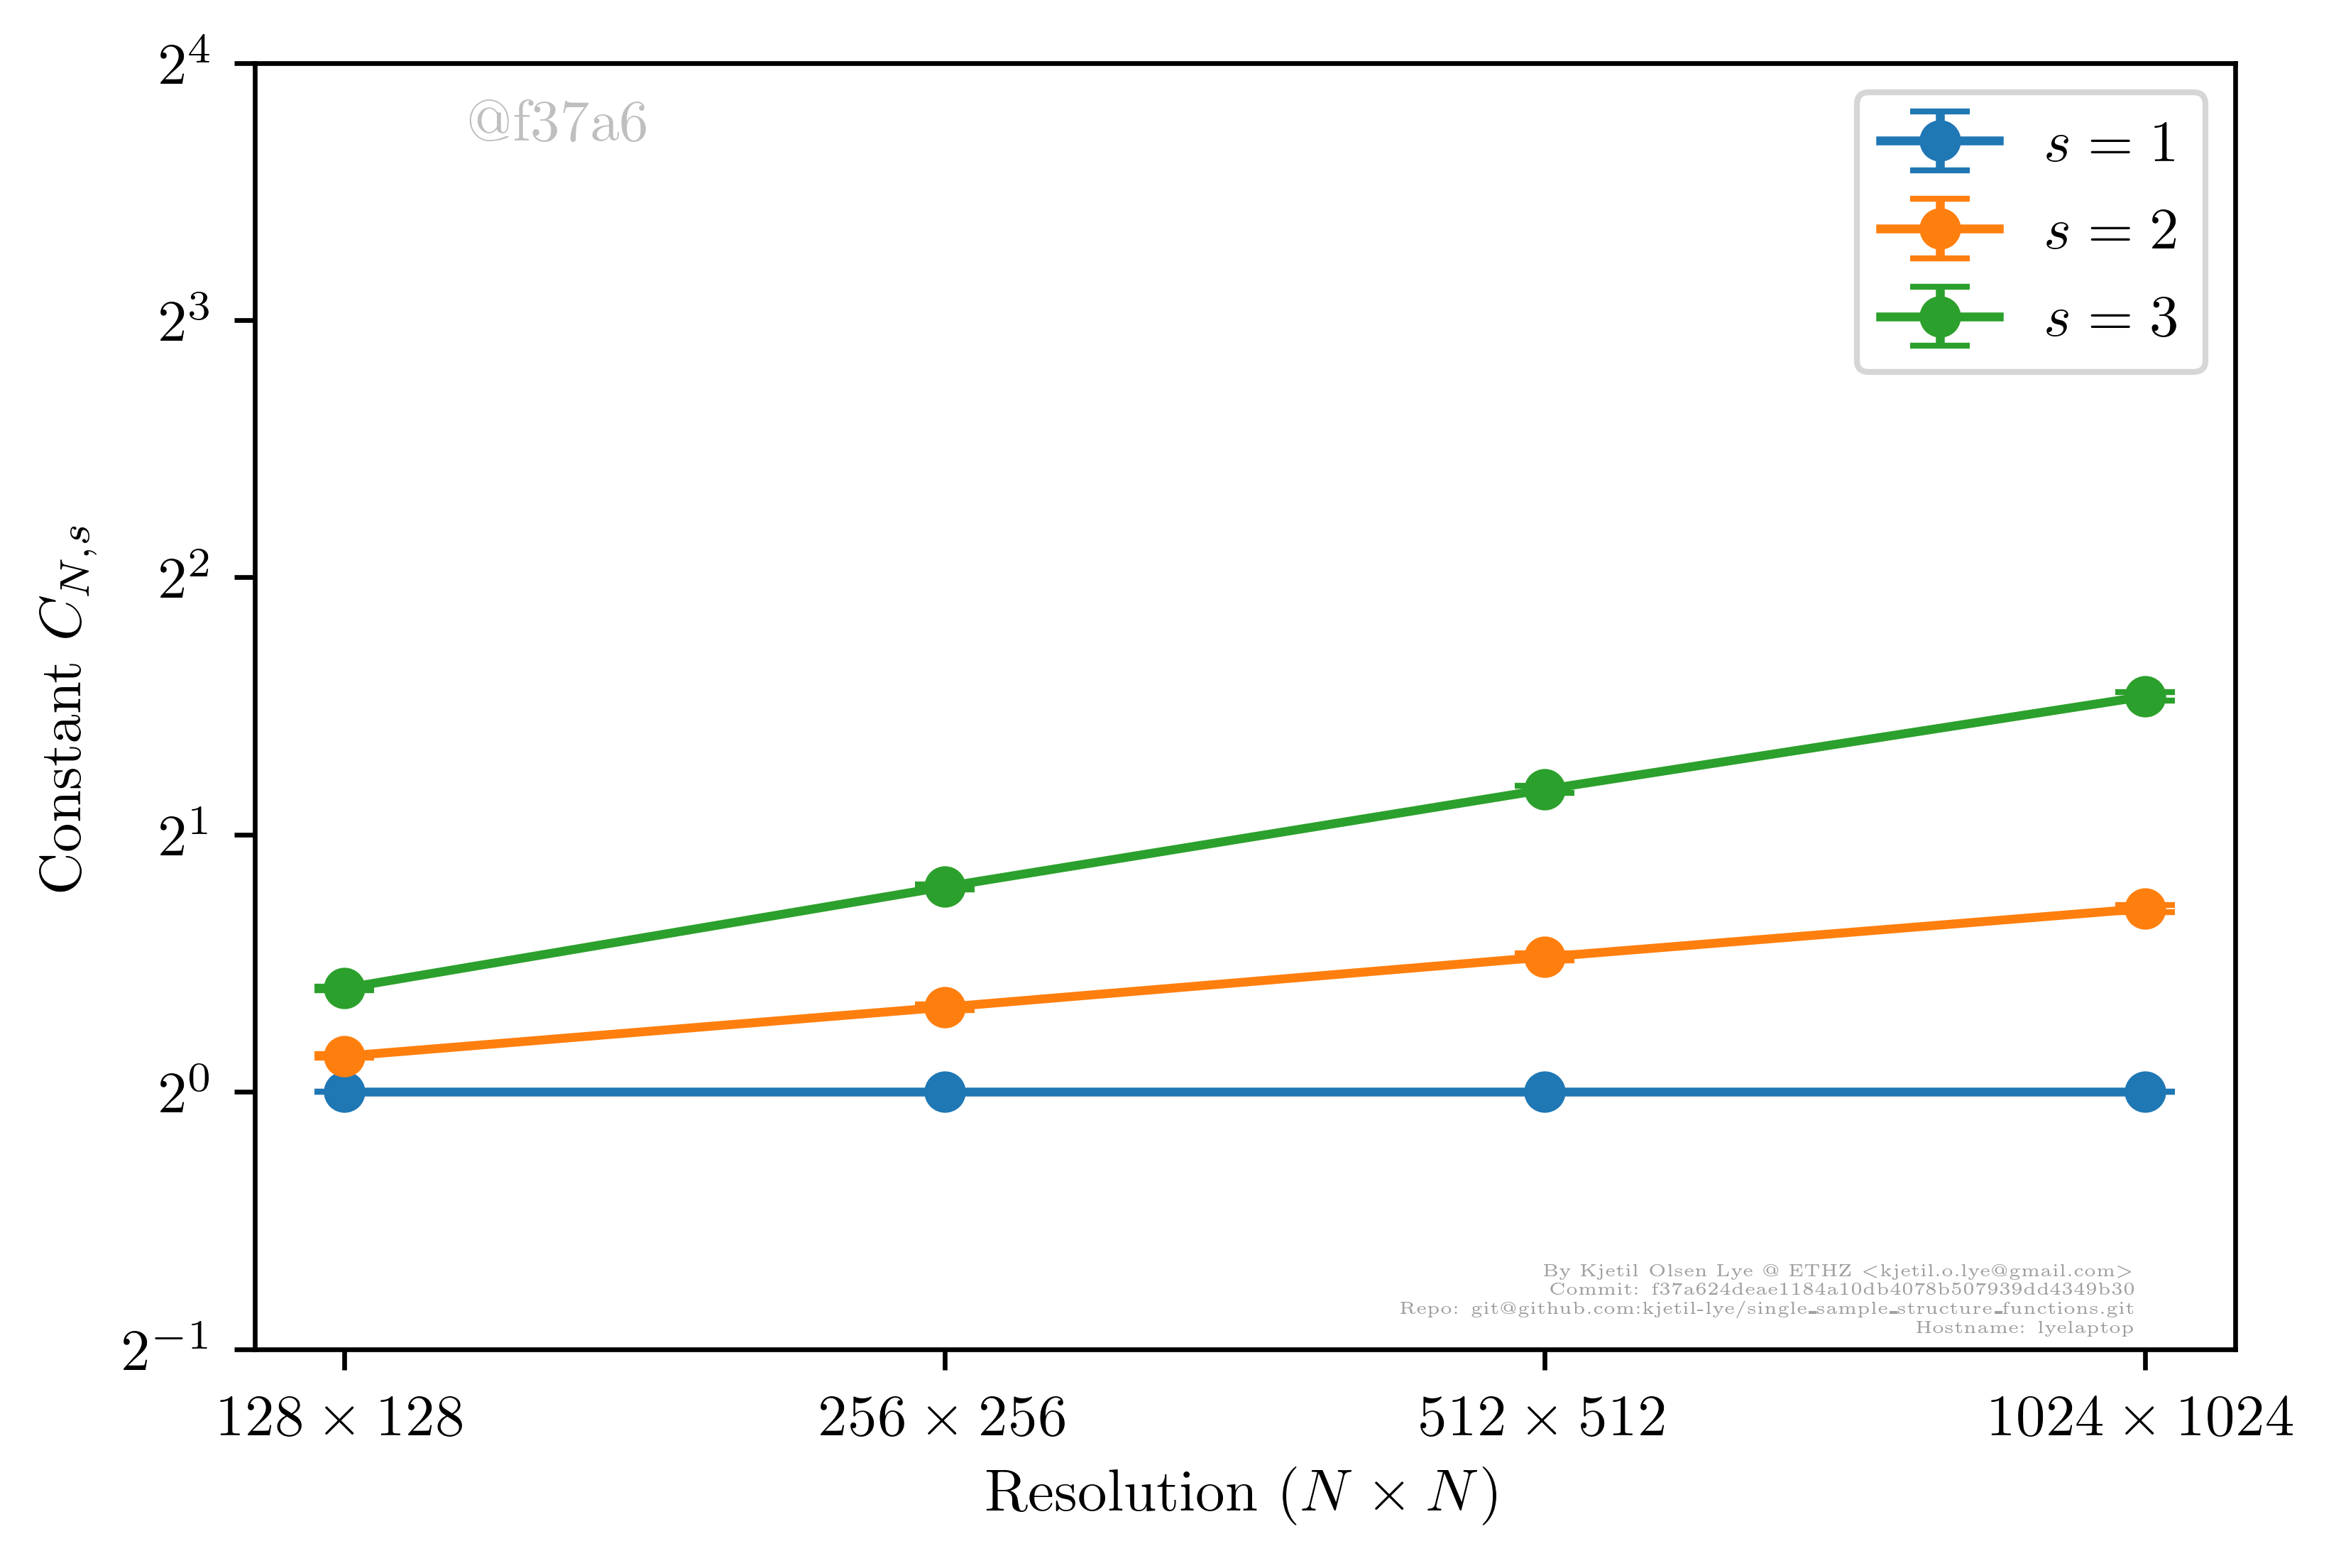 @f37a6
s = 1
s = 2
s = 3
2^4
2^3
2^2
2^1
2^0
2^{-1}
Constant C_{N,s}
By Kjetil Olsen Lye @ ETHZ <kjetil.o.lye@gmail.com>
Commit: f37a624deae1184a10db4078b507939dd4349b30
Repo: git@github.com:kjetil-lye/single_sample_structure_functions.git
Hostname: lyelaptop
128 × 128
256 × 256
512 × 512
1024 × 1024
Resolution (N × N)